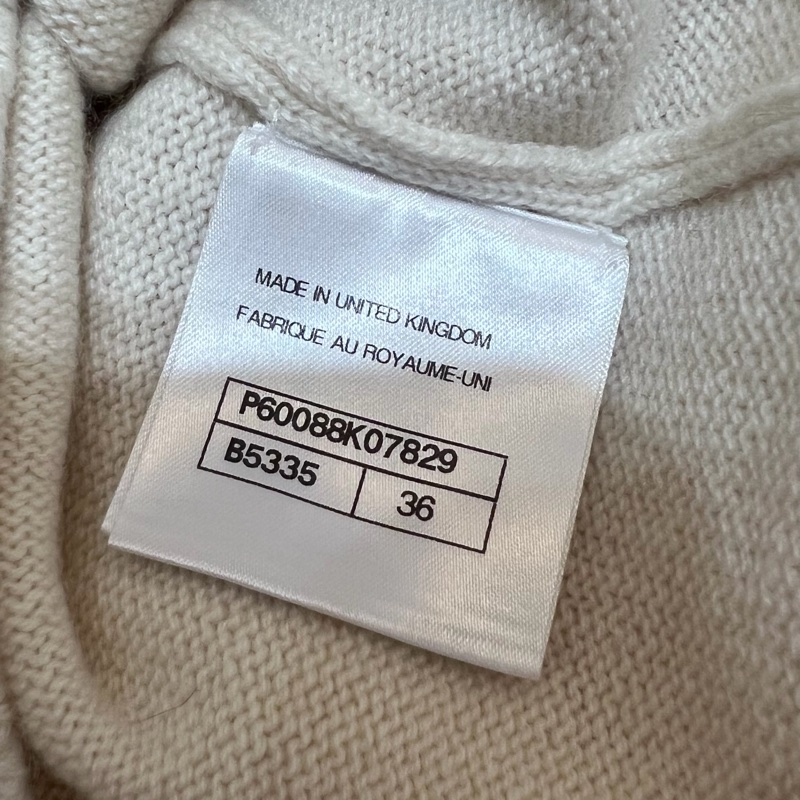 MADE IN UNITED KINGDOM
FABRIQUE AU ROYAUME-UNI
P60088K07829
B5335 36